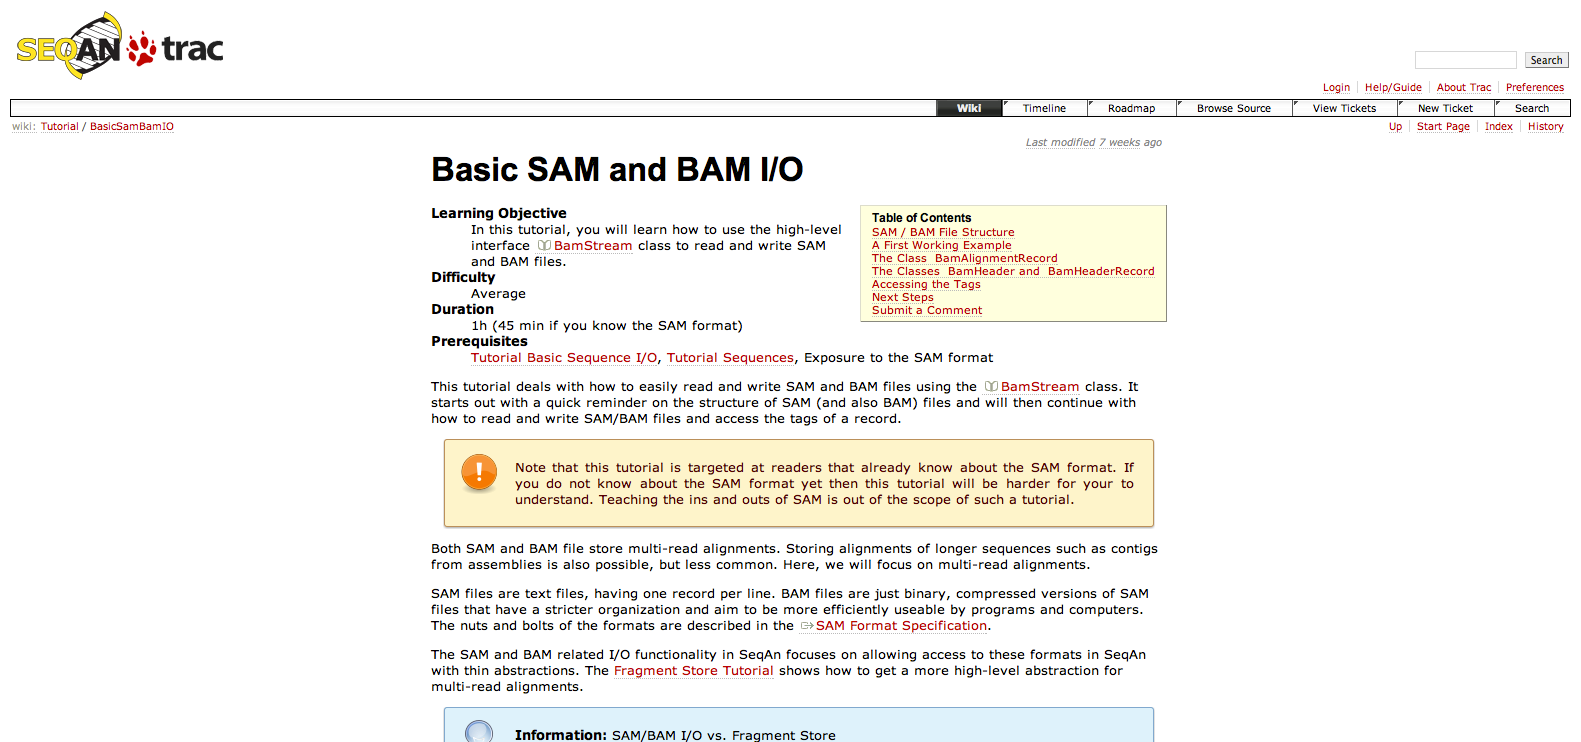 SEQAN trac
Search
Login Help/Guide About Trac Preferences
Wiki Timeline Roadmap Browse Source View Tickets New Ticket Search
wiki: Tutorial / BasicSamBamIO
Up Start Page Index History
Last modified 7 weeks ago
Basic SAM and BAM I/O
Learning Objective
In this tutorial, you will learn how to use the high-level
interface BamStream class to read and write SAM
and BAM files.
Difficulty
Average
Duration
1h (45 min if you know the SAM format)
Prerequisites
Tutorial Basic Sequence I/O, Tutorial Sequences, Exposure to the SAM format
Table of Contents
SAM / BAM File Structure
A First Working Example
The Class BamAlignmentRecord
The Classes BamHeader and BamHeaderRecord
Accessing the Tags
Next Steps
Submit a Comment
This tutorial deals with how to easily read and write SAM and BAM files using the BamStream class. It
starts out with a quick reminder on the structure of SAM (and also BAM) files and will then continue with
how to read and write SAM/BAM files and access the tags of a record.
Note that this tutorial is targeted at readers that already know about the SAM format. If
you do not know about the SAM format yet then this tutorial will be harder for your to
understand. Teaching the ins and outs of SAM is out of the scope of such a tutorial.
Both SAM and BAM file store multi-read alignments. Storing alignments of longer sequences such as contigs
from assemblies is also possible, but less common. Here, we will focus on multi-read alignments.
SAM files are text files, having one record per line. BAM files are just binary, compressed versions of SAM
files that have a stricter organization and aim to be more efficiently useable by programs and computers.
The nuts and bolts of the formats are described in the SAM Format Specification.
The SAM and BAM related I/O functionality in SeqAn focuses on allowing access to these formats in SeqAn
with thin abstractions. The Fragment Store Tutorial shows how to get a more high-level abstraction for
multi-read alignments.
Information: SAM/BAM I/O vs. Fragment Store